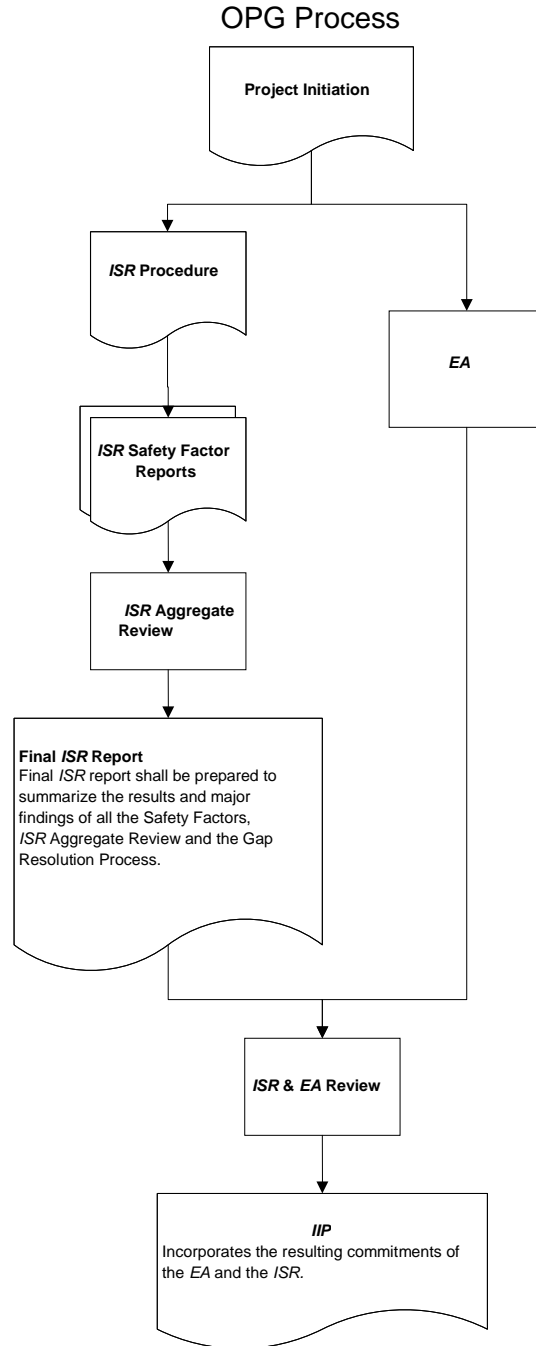 OPG Process
Project Initiation
ISR Procedure
EA
ISR Safety Factor
Reports
ISR Aggregate
Review
Final ISR Report
Final ISR report shall be prepared to
summarize the results and major
findings of all the Safety Factors,
ISR Aggregate Review and the Gap
Resolution Process.
ISR & EA Review
IIP
Incorporates the resulting commitments of
the EA and the ISR.